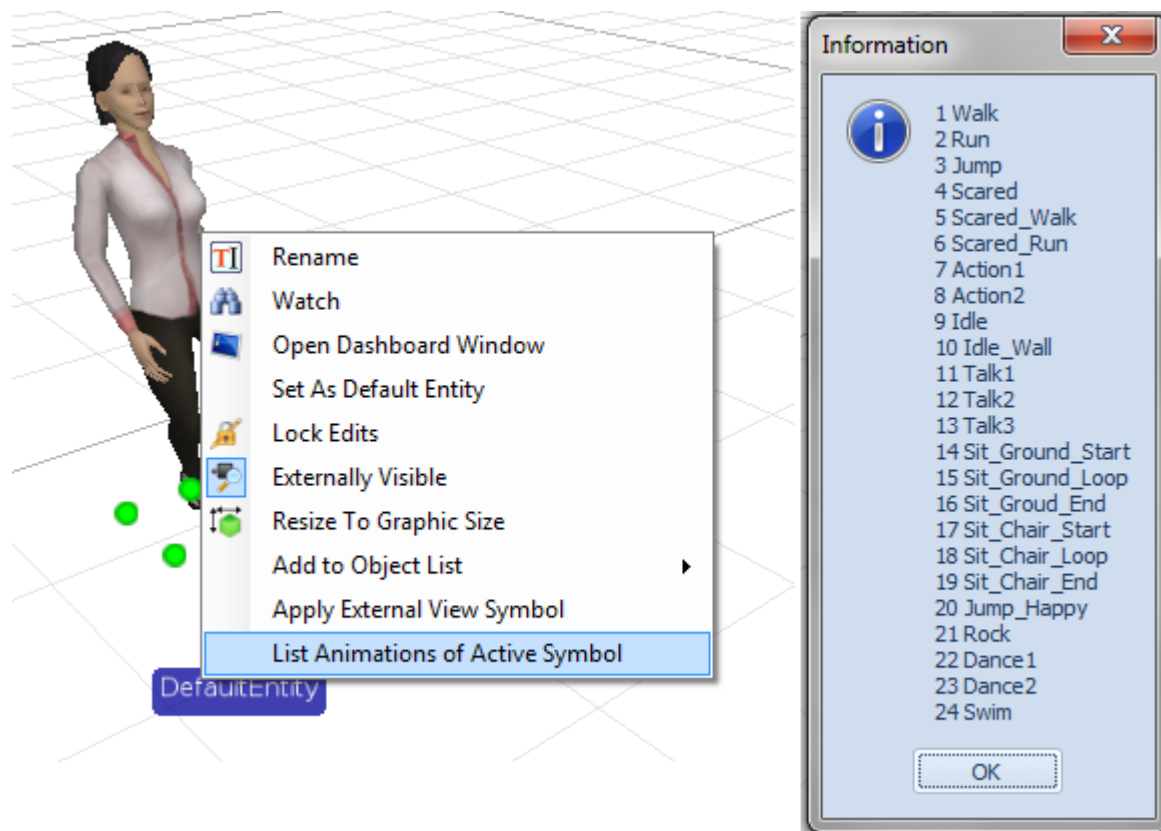 Rename
Watch
Open Dashboard Window
Set As Default Entity
Lock Edits
Externally Visible
Resize To Graphic Size
Add to Object List
Apply External View Symbol
List Animations of Active Symbol
DefaultEntity
Information
1 Walk
2 Run
3 Jump
4 Scared
5 Scared_Walk
6 Scared_Run
7 Action1
8 Action2
9 Idle
10 Idle_Wall
11 Talk1
12 Talk2
13 Talk3
14 Sit_Ground_Start
15 Sit_Ground_Loop
16 Sit_Groud_End
17 Sit_Chair_Start
18 Sit_Chair_Loop
19 Sit_Chair_End
20 Jump_Happy
21 Rock
22 Dance1
23 Dance2
24 Swim
OK